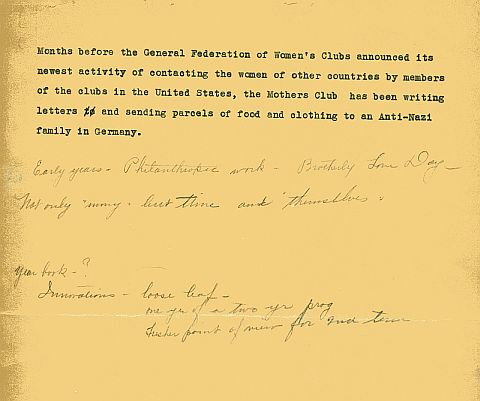 Months before the General Federation of Women's Clubs announced its
newest activity of contacting the women of other countries by members
of the clubs in the United States, the Mothers Club has been writing
letters and sending parcels of food and clothing to an Anti-Nazi
family in Germany.
Early years - Philanthropic work - Brotherly Love Day -
Not only "money" but time and "themselves".
Year book - ?
Innovations - loose leaf -
one yr of a two yr prog
Fresher point of view for 2nd term